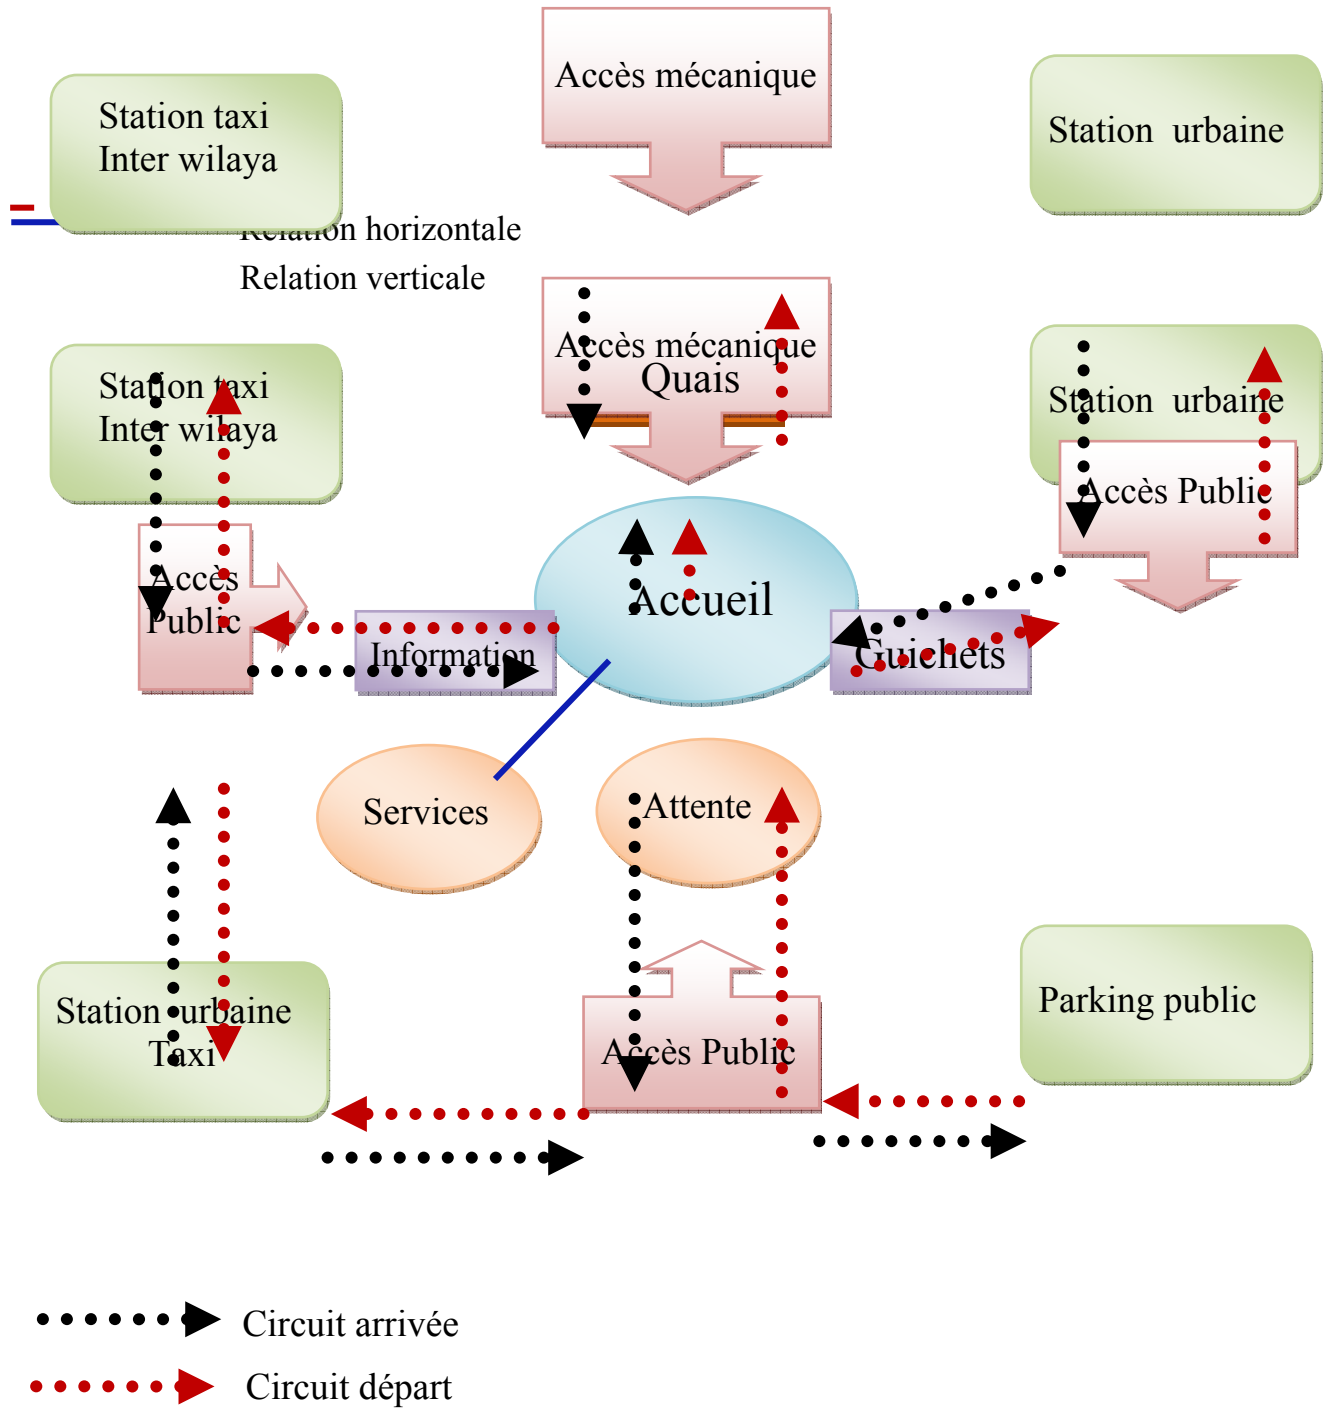 Accès mécanique
Station taxi
Inter wilaya
Station urbaine
Relation horizontale
Relation verticale
Accès mécanique
Quais
Station taxi
Inter wilaya
Station urbaine
Accès Public
Accès
Public
Accueil
Information
Guichets
Services
Attente
Station urbaine
Taxi
Accès Public
Parking public
Circuit arrivée
Circuit départ